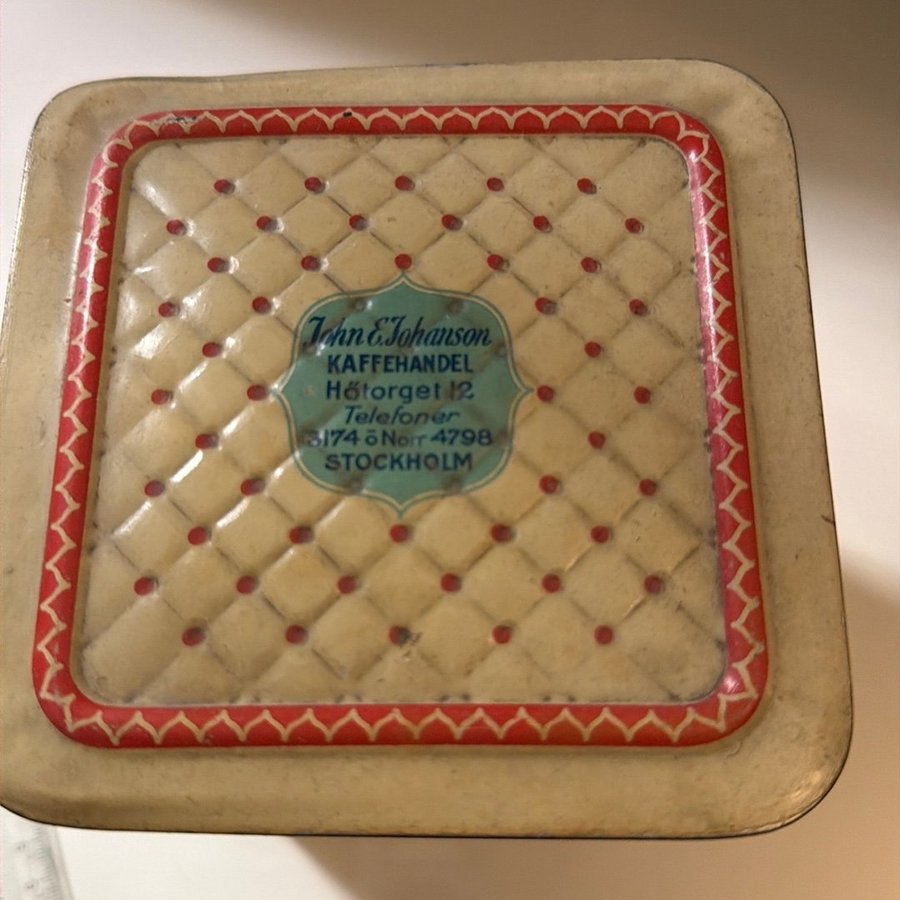 John E. Johanson
KAFFEHANDEL
Hötorget 12
Telefoner
3174 ö Norr 4798
STOCKHOLM